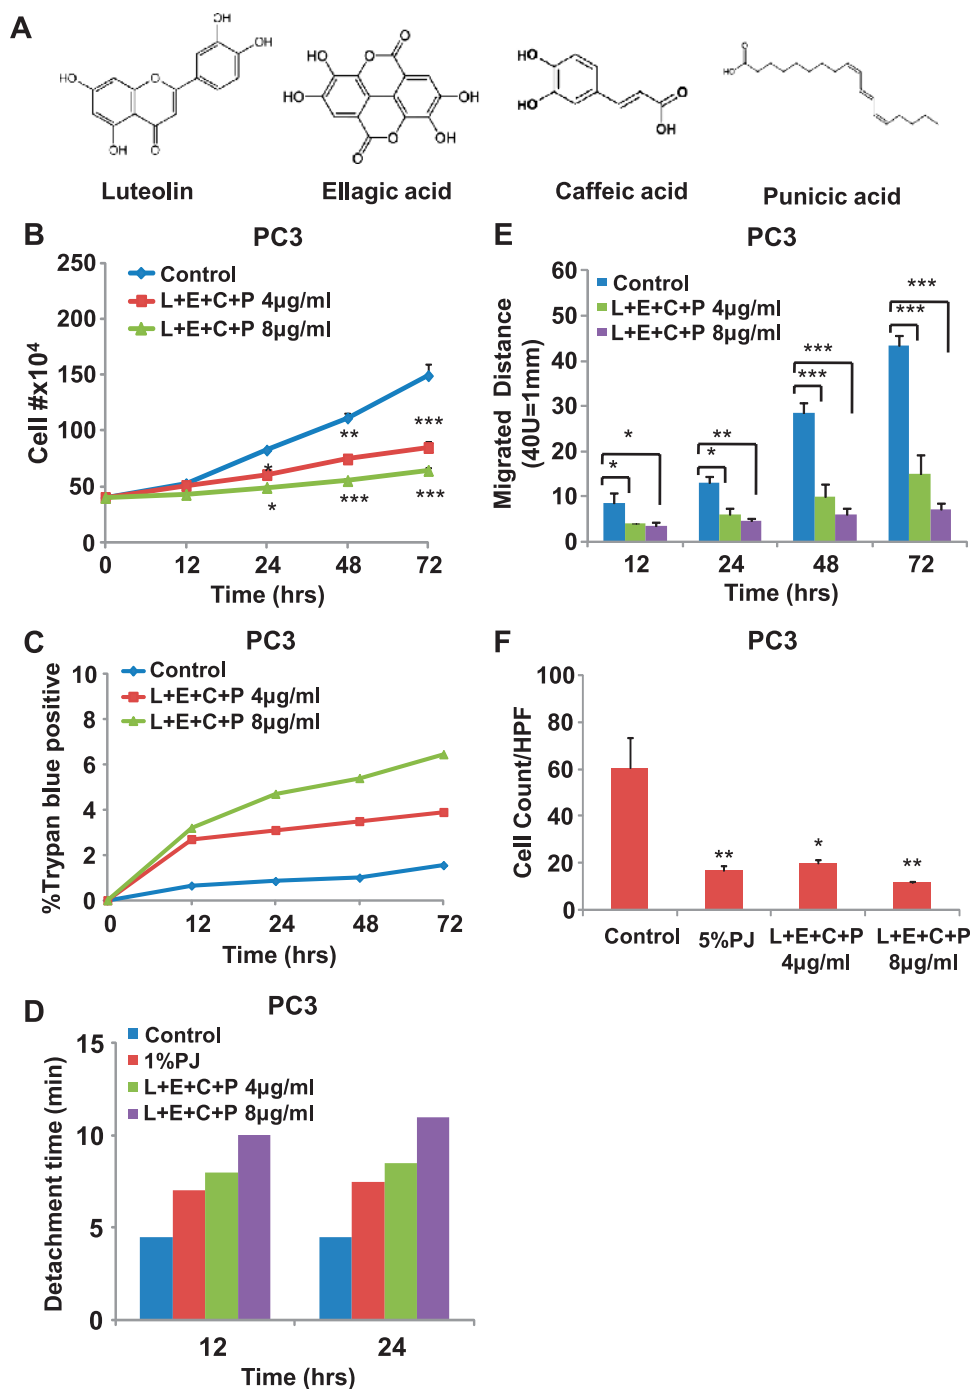 A
OH
OH
HO
O
OH
O
Luteolin
O
O
HO
HO
OH
OH
O
O
Ellagic acid
HO
HO
O
OH
Caffeic acid
O
HO
Punicic acid
B
PC3
Control
L+E+C+P 4µg/ml
L+E+C+P 8µg/ml
Cell #x10⁴
250
200
150
100
50
0
*
**
***
*
***
***
0 12 24 48 72
Time (hrs)
E
PC3
Control
L+E+C+P 4µg/ml
L+E+C+P 8µg/ml
Migrated Distance
(40U=1mm)
60
50
40
30
20
10
0
*
*
**
*
***
***
***
***
12 24 48 72
Time (hrs)
C
PC3
Control
L+E+C+P 4µg/ml
L+E+C+P 8µg/ml
%Trypan blue positive
10
8
6
4
2
0
0 12 24 48 72
Time (hrs)
F
PC3
Cell Count/HPF
100
80
60
40
20
0
**
*
**
Control 5%PJ L+E+C+P L+E+C+P
4µg/ml 8µg/ml
D
PC3
Control
1%PJ
L+E+C+P 4µg/ml
L+E+C+P 8µg/ml
Detachment time (min)
15
10
5
0
12 24
Time (hrs)